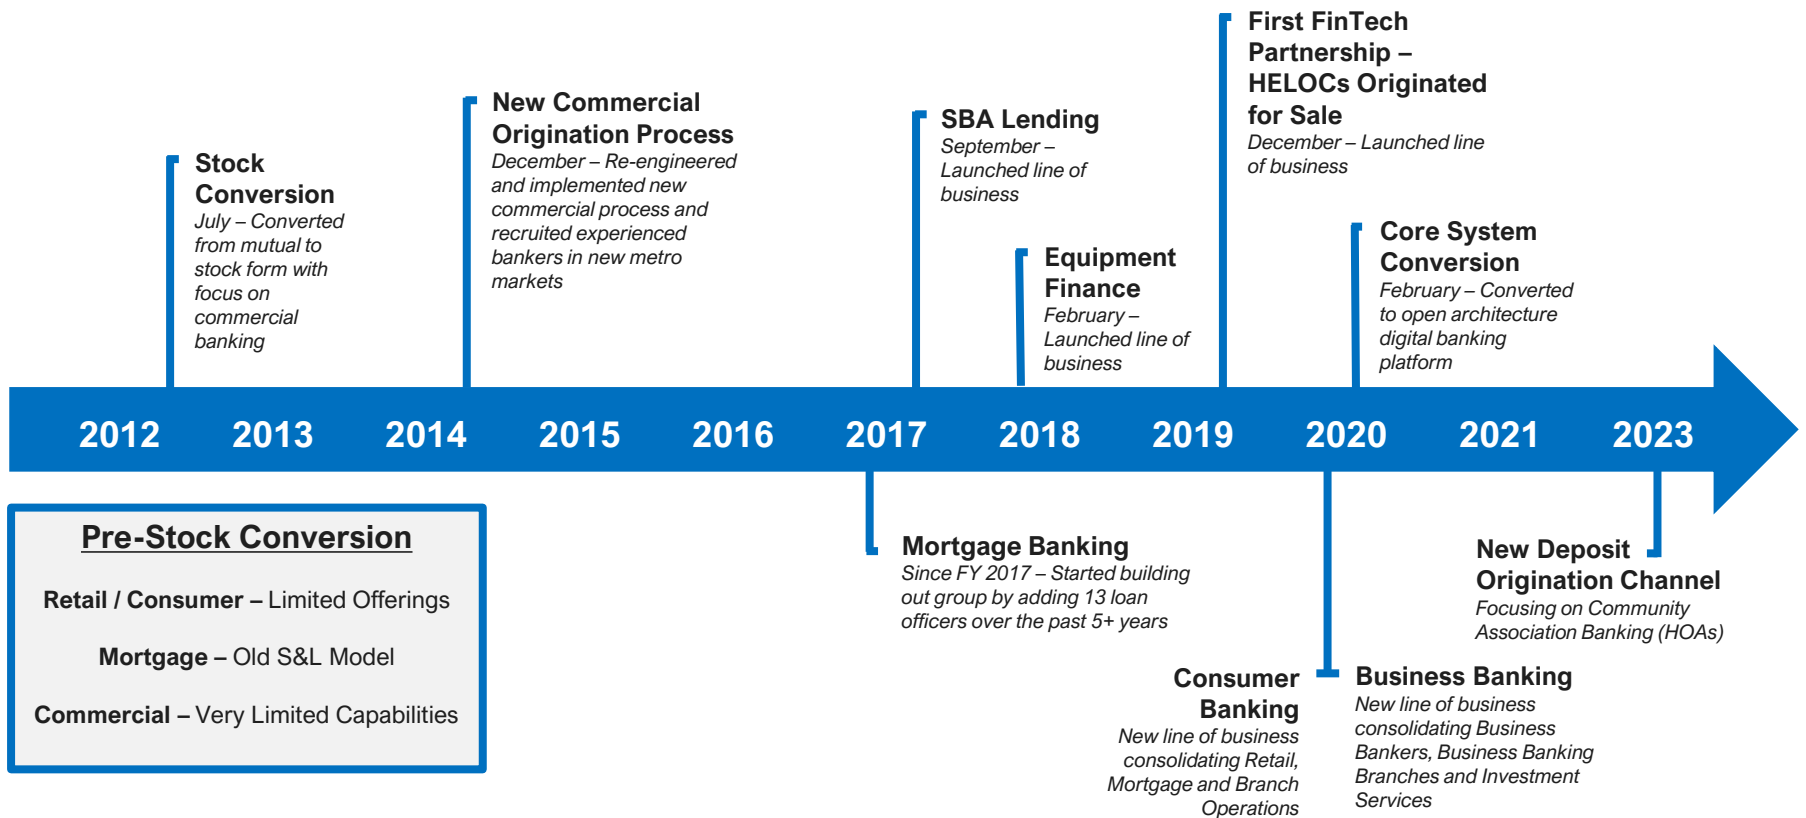 First FinTech
Partnership –
HELOCs Originated
for Sale
December – Launched line
of business
New Commercial
Origination Process
December – Re-engineered
and implemented new
commercial process and
recruited experienced
bankers in new metro
markets
SBA Lending
September –
Launched line of
business
Stock
Conversion
July – Converted
from mutual to
stock form with
focus on
commercial
banking
Equipment
Finance
February –
Launched line of
business
Core System
Conversion
February – Converted
to open architecture
digital banking
platform
2012 2013 2014 2015 2016 2017 2018 2019 2020 2021 2023
Pre-Stock Conversion
Retail / Consumer – Limited Offerings
Mortgage – Old S&L Model
Commercial – Very Limited Capabilities
Mortgage Banking
Since FY 2017 – Started building
out group by adding 13 loan
officers over the past 5+ years
New Deposit
Origination Channel
Focusing on Community
Association Banking (HOAs)
Consumer
Banking
New line of business
consolidating Retail,
Mortgage and Branch
Operations
Business Banking
New line of business
consolidating Business
Bankers, Business Banking
Branches and Investment
Services